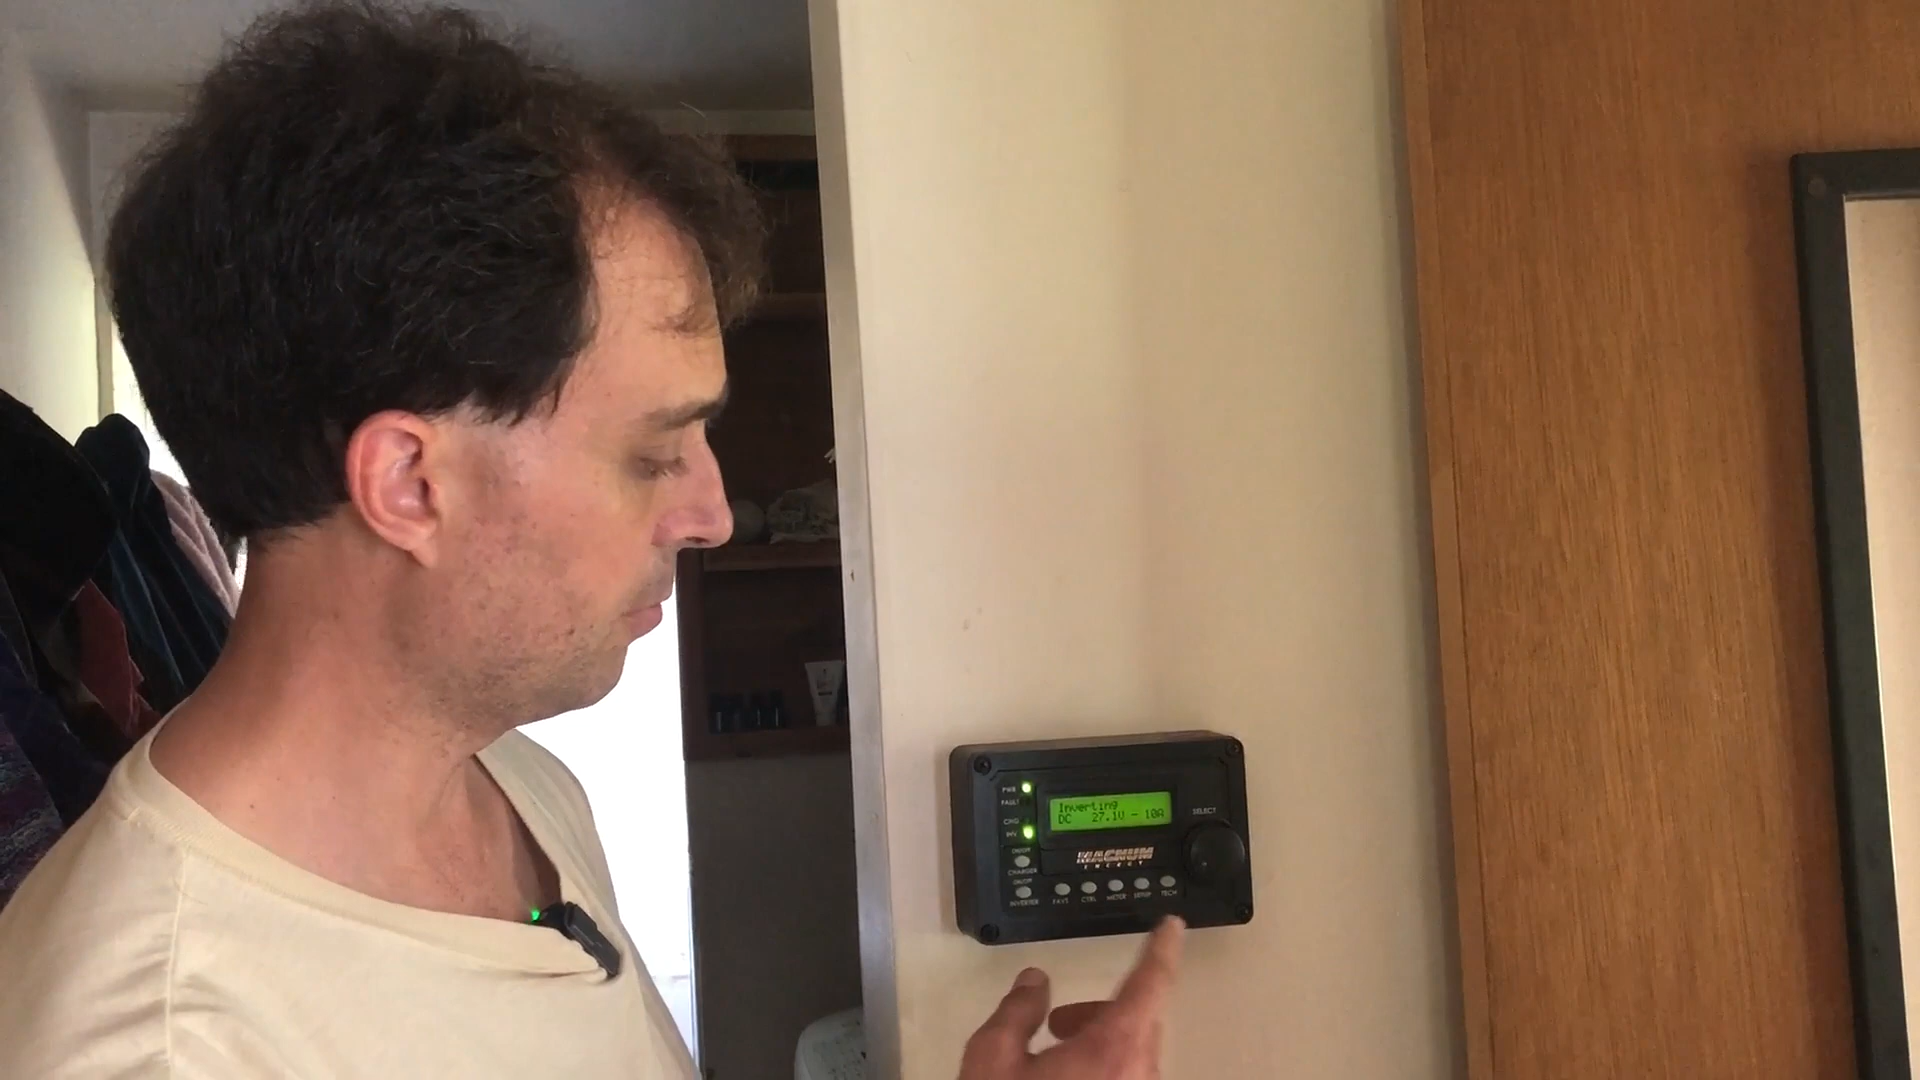 PWR
FAULT
CHG
INV
Inverting
DC 27.1V - 10A
SELECT
MAGNUM
ENERGY
ON/OFF
CHARGER
ON/OFF
INVERTER
FAVS
CTRL
METER
SETUP
TECH